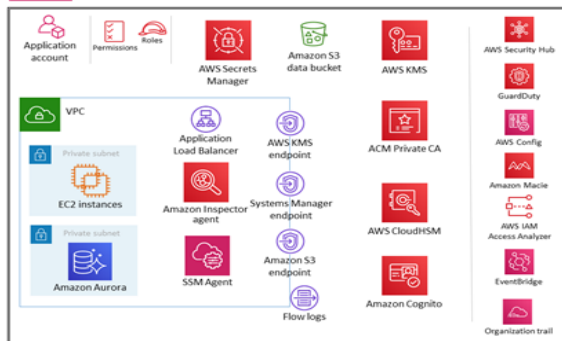 Application
account
Permissions
Roles
AWS Secrets
Manager
Amazon S3
data bucket
AWS KMS
VPC
Private subnet
EC2 instances
Private subnet
Amazon Aurora
Application
Load Balancer
Amazon Inspector
agent
SSM Agent
AWS KMS
endpoint
Systems Manager
endpoint
Amazon S3
endpoint
Flow logs
ACM Private CA
AWS CloudHSM
Amazon Cognito
AWS Security Hub
GuardDuty
AWS Config
Amazon Macie
AWS IAM
Access Analyzer
EventBridge
Organization trail